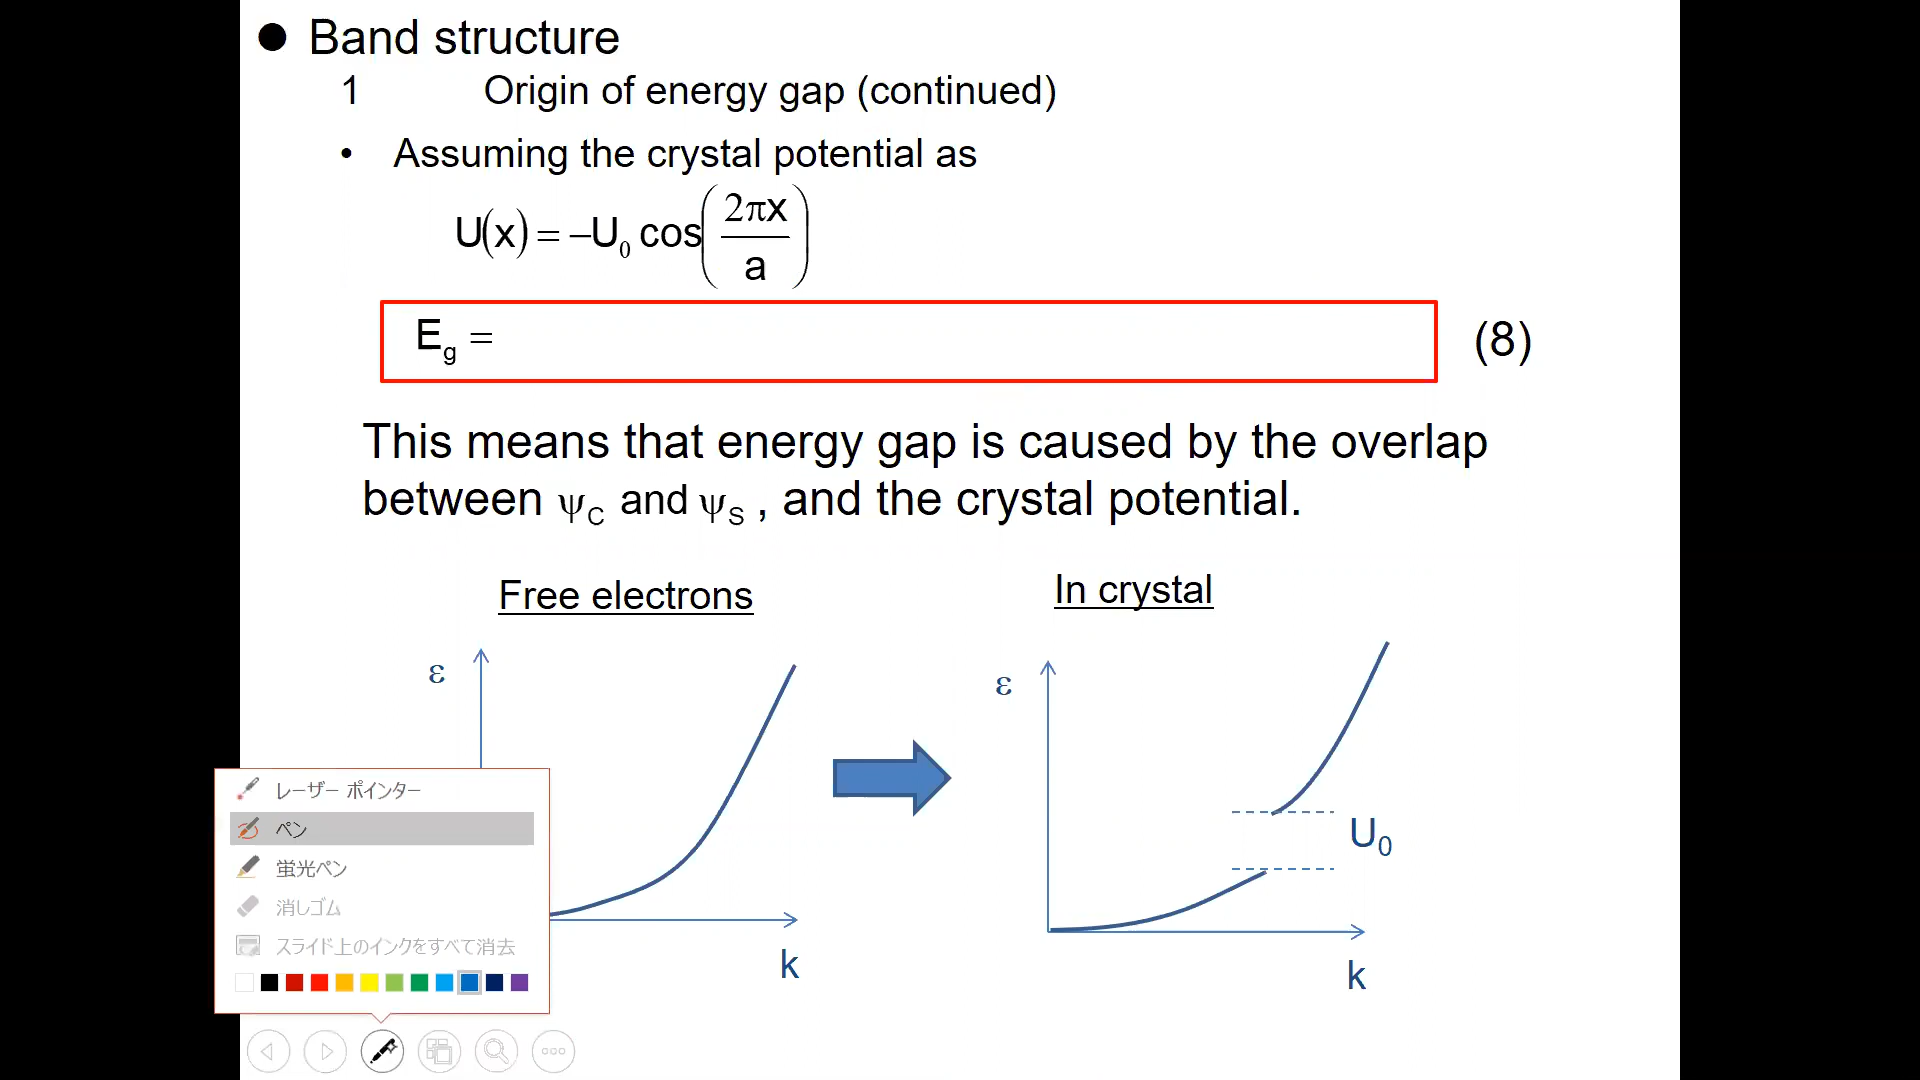 ● Band structure
1 Origin of energy gap (continued)
• Assuming the crystal potential as
U(x) = −U₀ cos(2πx/a)
E_g = (8)
This means that energy gap is caused by the overlap
between ψ_C and ψ_S , and the crystal potential.
Free electrons In crystal
ε ε
U₀
k k
レーザー ポインター
ペン
蛍光ペン
消しゴム
スライド上のインクをすべて消去